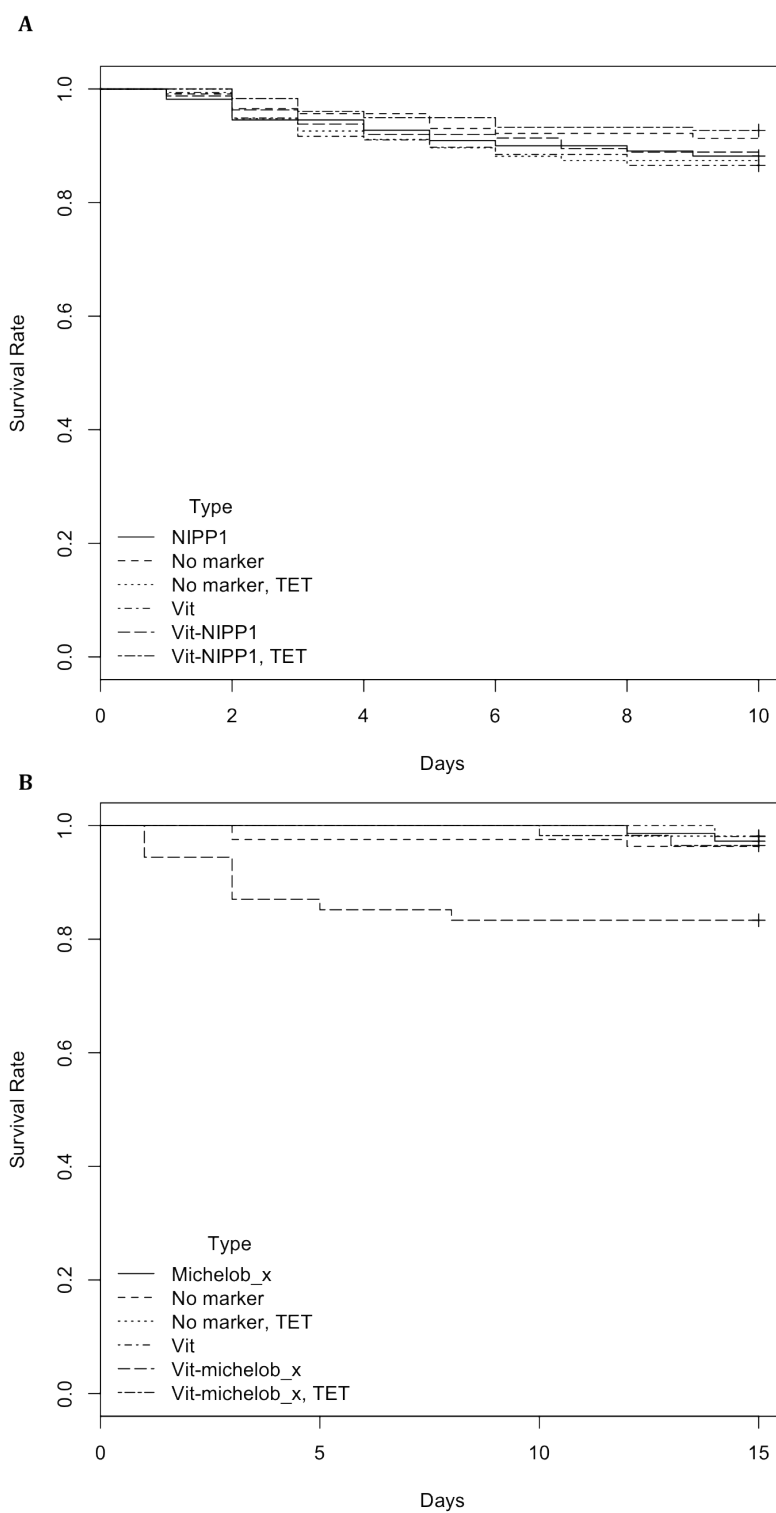 A
Survival Rate
1.0
0.8
0.6
0.4
0.2
0.0
Type
NIPP1
No marker
No marker, TET
Vit
Vit-NIPP1
Vit-NIPP1, TET
0 2 4 6 8 10
Days
B
Survival Rate
1.0
0.8
0.6
0.4
0.2
0.0
Type
Michelob_x
No marker
No marker, TET
Vit
Vit-michelob_x
Vit-michelob_x, TET
0 5 10 15
Days